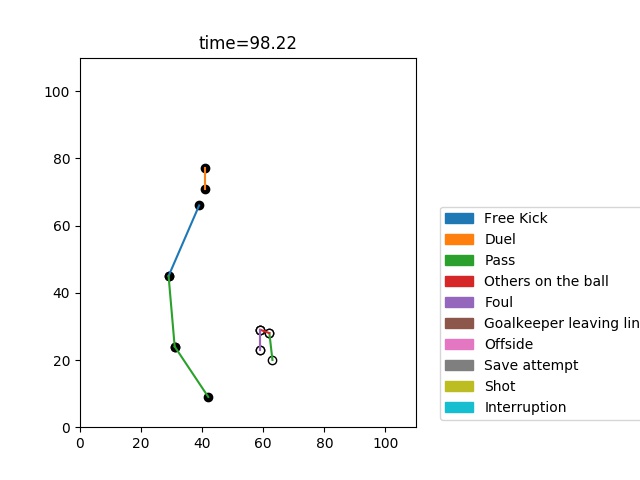 time=98.22
100
80
60
40
20
0
0 20 40 60 80 100
Free Kick
Duel
Pass
Others on the ball
Foul
Goalkeeper leaving lin
Offside
Save attempt
Shot
Interruption